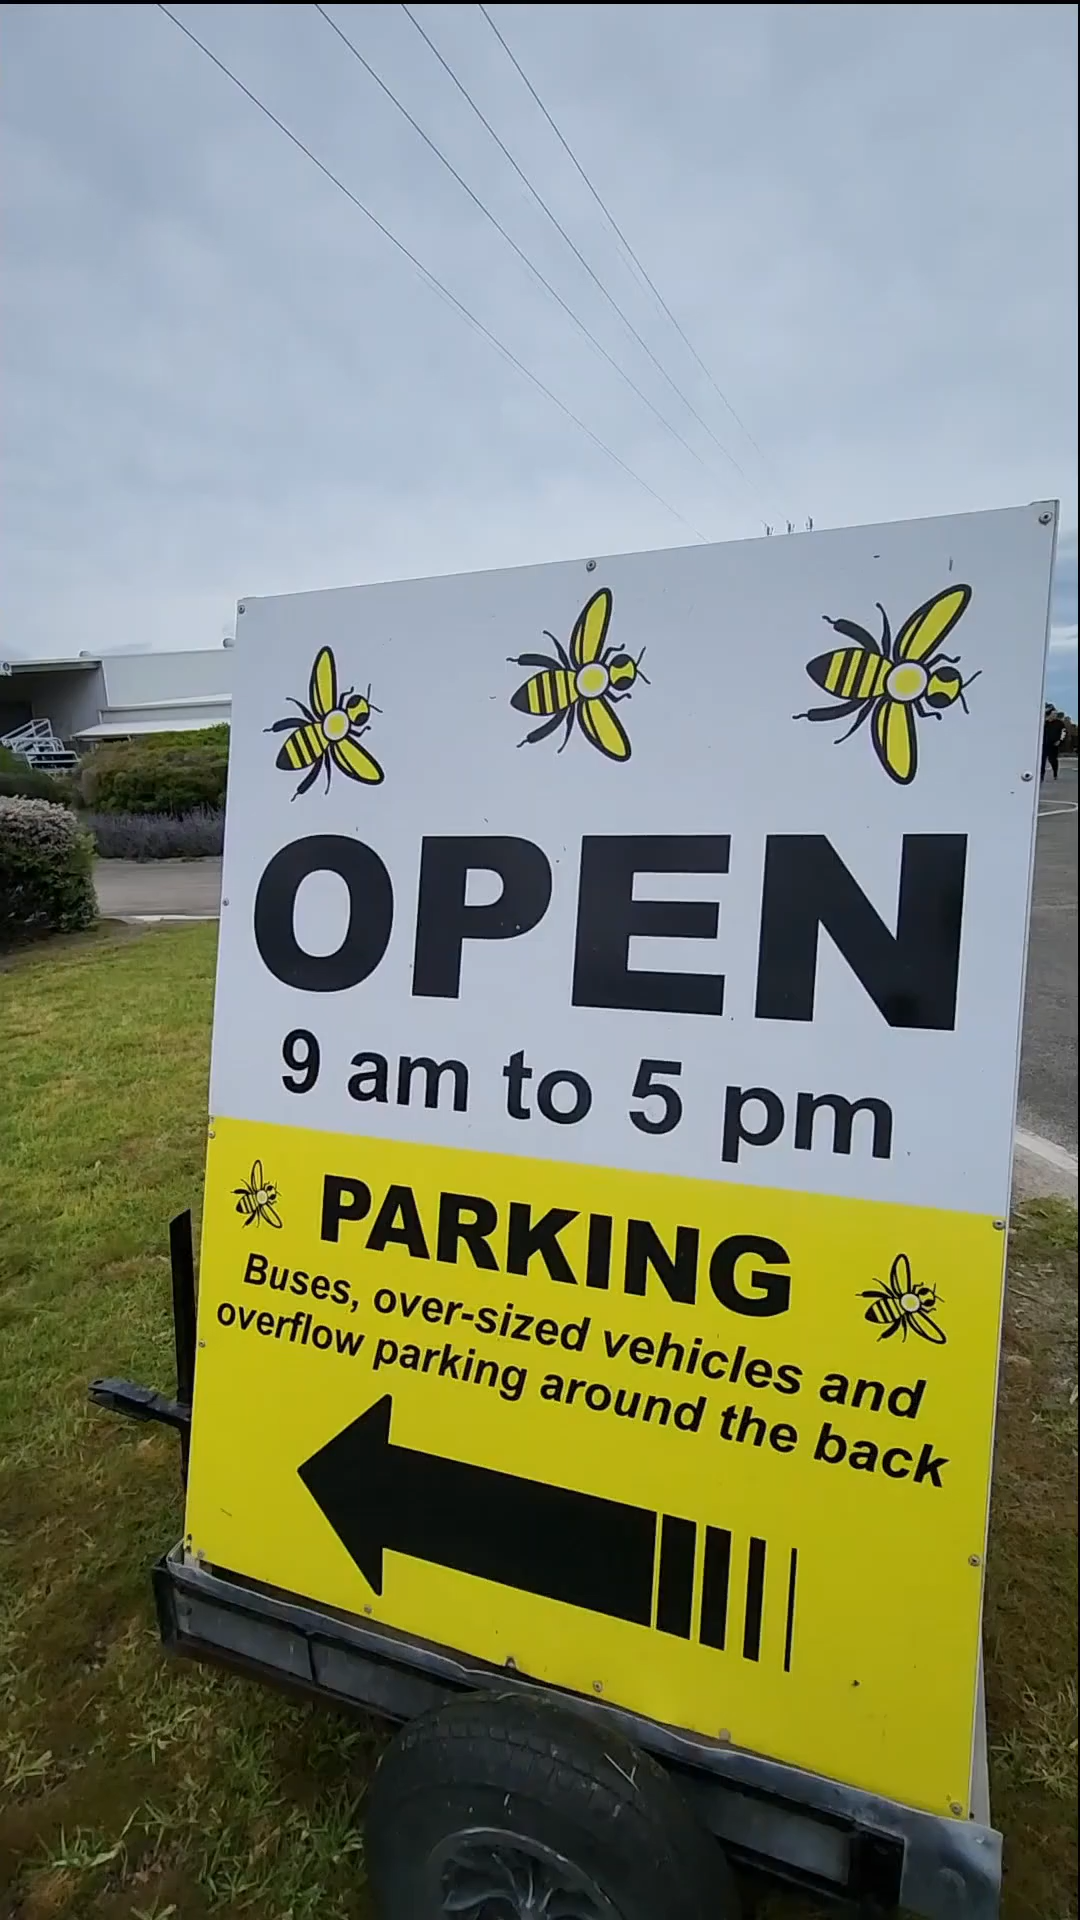 OPEN
9 am to 5 pm
PARKING
Buses, over-sized vehicles and
overflow parking around the back